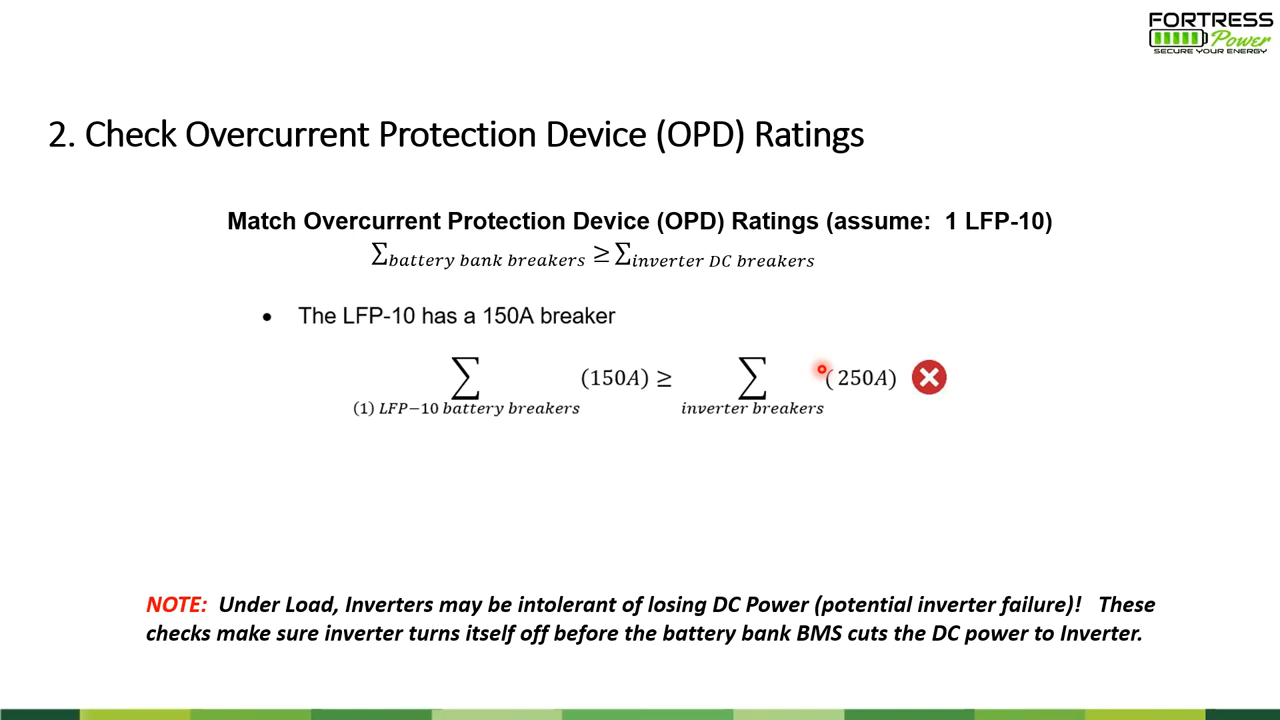 FORTRESS
Power
SECURE YOUR ENERGY
2. Check Overcurrent Protection Device (OPD) Ratings
Match Overcurrent Protection Device (OPD) Ratings (assume:  1 LFP-10)
∑battery bank breakers ≥ ∑inverter DC breakers
• The LFP-10 has a 150A breaker
∑ (150A) ≥ ∑ ( 250A)
(1) LFP−10 battery breakers inverter breakers
NOTE:  Under Load, Inverters may be intolerant of losing DC Power (potential inverter failure)!   These
checks make sure inverter turns itself off before the battery bank BMS cuts the DC power to Inverter.